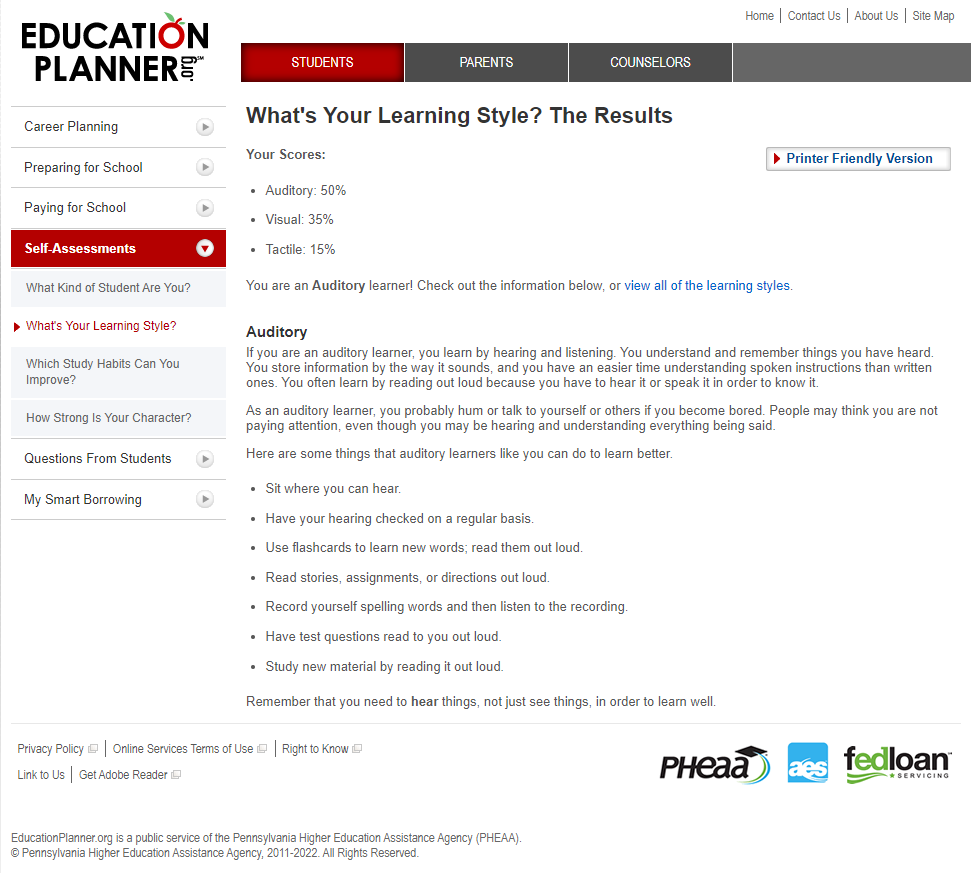 Home | Contact Us | About Us | Site Map
EDUCATION
PLANNER.org℠
STUDENTS
PARENTS
COUNSELORS
Career Planning
Preparing for School
Paying for School
Self-Assessments
What Kind of Student Are You?
What's Your Learning Style?
Which Study Habits Can You
Improve?
How Strong Is Your Character?
Questions From Students
My Smart Borrowing
What's Your Learning Style? The Results
Your Scores:
Printer Friendly Version
• Auditory: 50%
• Visual: 35%
• Tactile: 15%
You are an Auditory learner! Check out the information below, or view all of the learning styles.
Auditory
If you are an auditory learner, you learn by hearing and listening. You understand and remember things you have heard.
You store information by the way it sounds, and you have an easier time understanding spoken instructions than written
ones. You often learn by reading out loud because you have to hear it or speak it in order to know it.
As an auditory learner, you probably hum or talk to yourself or others if you become bored. People may think you are not
paying attention, even though you may be hearing and understanding everything being said.
Here are some things that auditory learners like you can do to learn better.
• Sit where you can hear.
• Have your hearing checked on a regular basis.
• Use flashcards to learn new words; read them out loud.
• Read stories, assignments, or directions out loud.
• Record yourself spelling words and then listen to the recording.
• Have test questions read to you out loud.
• Study new material by reading it out loud.
Remember that you need to hear things, not just see things, in order to learn well.
Privacy Policy | Online Services Terms of Use | Right to Know
Link to Us | Get Adobe Reader
PHEAA
aes
fedloan™
SERVICING
EducationPlanner.org is a public service of the Pennsylvania Higher Education Assistance Agency (PHEAA).
© Pennsylvania Higher Education Assistance Agency, 2011-2022. All Rights Reserved.